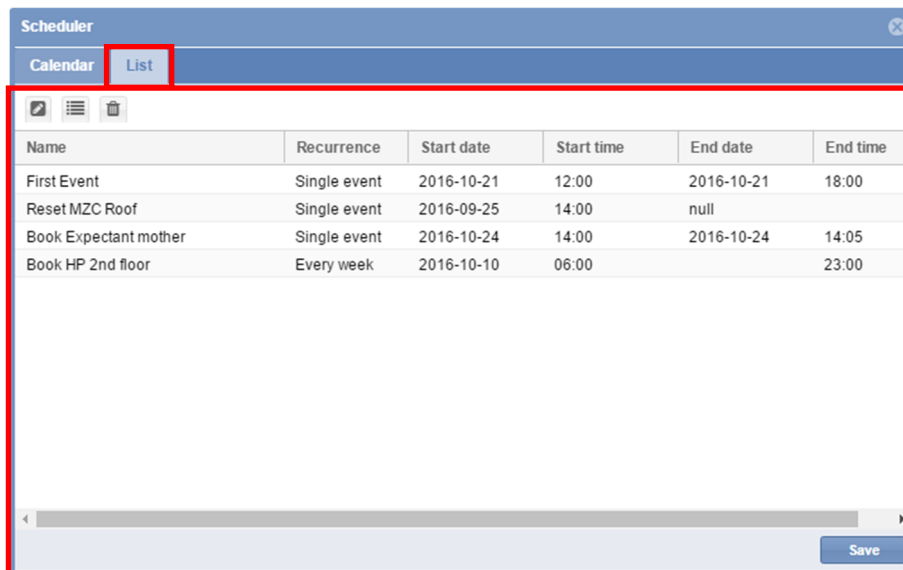 Scheduler
Calendar List
Name Recurrence Start date Start time End date End time
First Event Single event 2016-10-21 12:00 2016-10-21 18:00
Reset MZC Roof Single event 2016-09-25 14:00 null
Book Expectant mother Single event 2016-10-24 14:00 2016-10-24 14:05
Book HP 2nd floor Every week 2016-10-10 06:00 23:00
Save